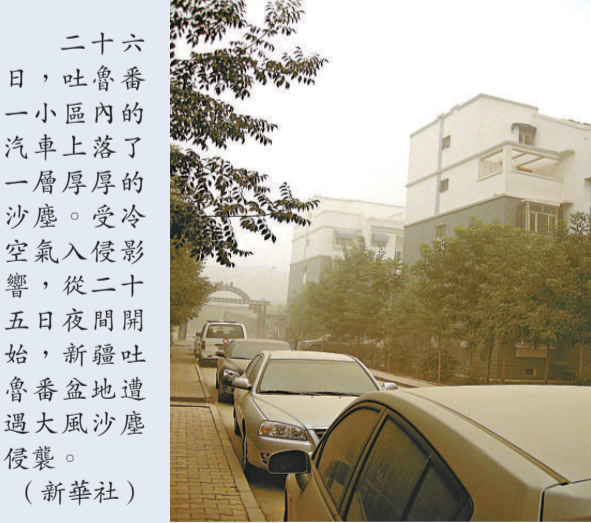 二十六
日，吐魯番
一小區內的
汽車上落了
一層厚厚的
沙塵。受冷
空氣入侵影
響，從二十
五日夜間開
始，新疆吐
魯番盆地遭
遇大風沙塵
侵襲。
（新華社）